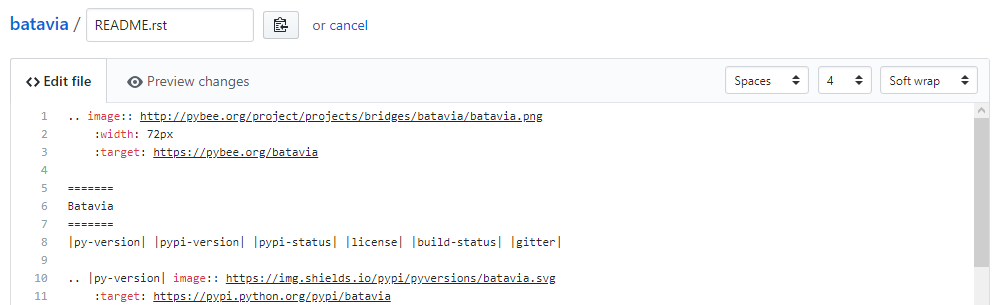 batavia / README.rst or cancel
Edit file Preview changes Spaces 4 Soft wrap
1 .. image:: http://pybee.org/project/projects/bridges/batavia/batavia.png
2 :width: 72px
3 :target: https://pybee.org/batavia
4
5 =======
6 Batavia
7 =======
8 |py-version| |pypi-version| |pypi-status| |license| |build-status| |gitter|
9
10 .. |py-version| image:: https://img.shields.io/pypi/pyversions/batavia.svg
11 :target: https://pypi.python.org/pypi/batavia